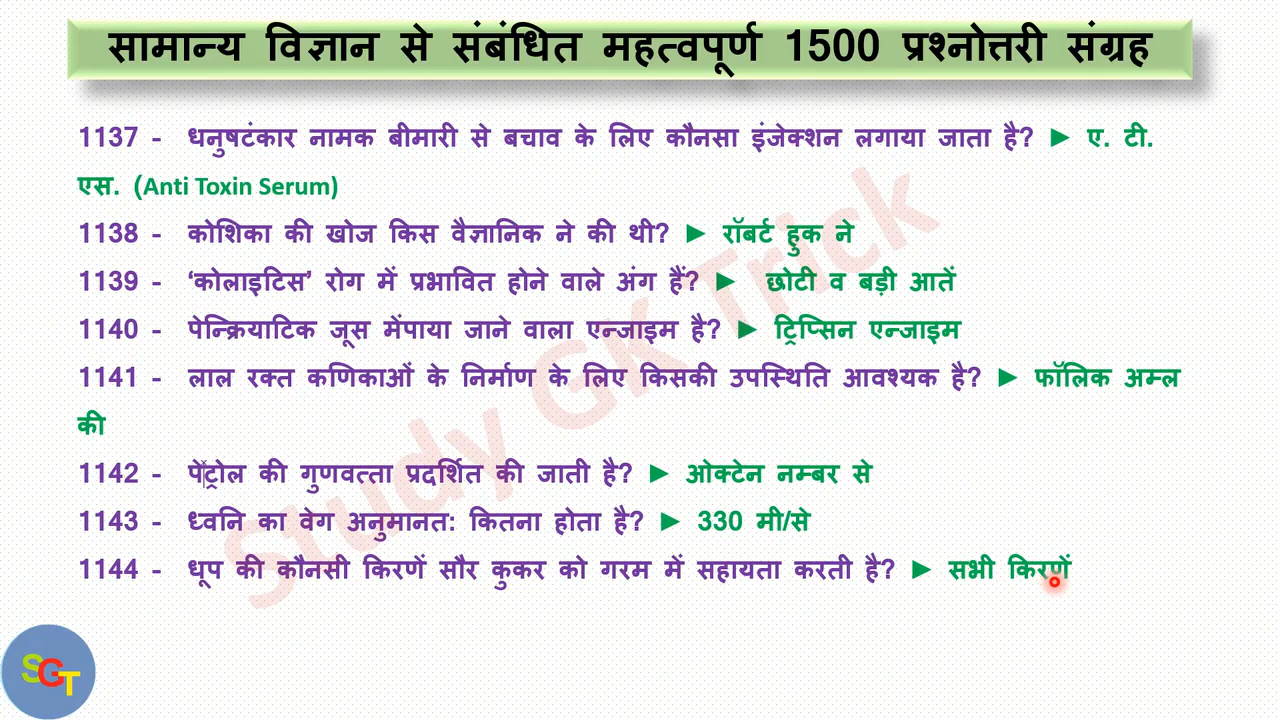 सामान्य विज्ञान से संबंधित महत्वपूर्ण 1500 प्रश्नोत्तरी संग्रह
1137 - धनुषटंकार नामक बीमारी से बचाव के लिए कौनसा इंजेक्शन लगाया जाता है? ► ए. टी.
एस. (Anti Toxin Serum)
1138 - कोशिका की खोज किस वैज्ञानिक ने की थी? ► रॉबर्ट हुक ने
1139 - ‘कोलाइटिस’ रोग में प्रभावित होने वाले अंग हैं? ► छोटी व बड़ी आतें
1140 - पेन्क्रियाटिक जूस मेंपाया जाने वाला एन्जाइम है? ► ट्रिप्सिन एन्जाइम
1141 - लाल रक्त कणिकाओं के निर्माण के लिए किसकी उपस्थिति आवश्यक है? ► फॉलिक अम्ल
की
1142 - पेंट्रोल की गुणवत्ता प्रदर्शित की जाती है? ► ओक्टेन नम्बर से
1143 - ध्वनि का वेग अनुमानत: कितना होता है? ► 330 मी/से
1144 - धूप की कौनसी किरणें सौर कुकर को गरम में सहायता करती है? ► सभी किरणें
Study GK Trick
SGT